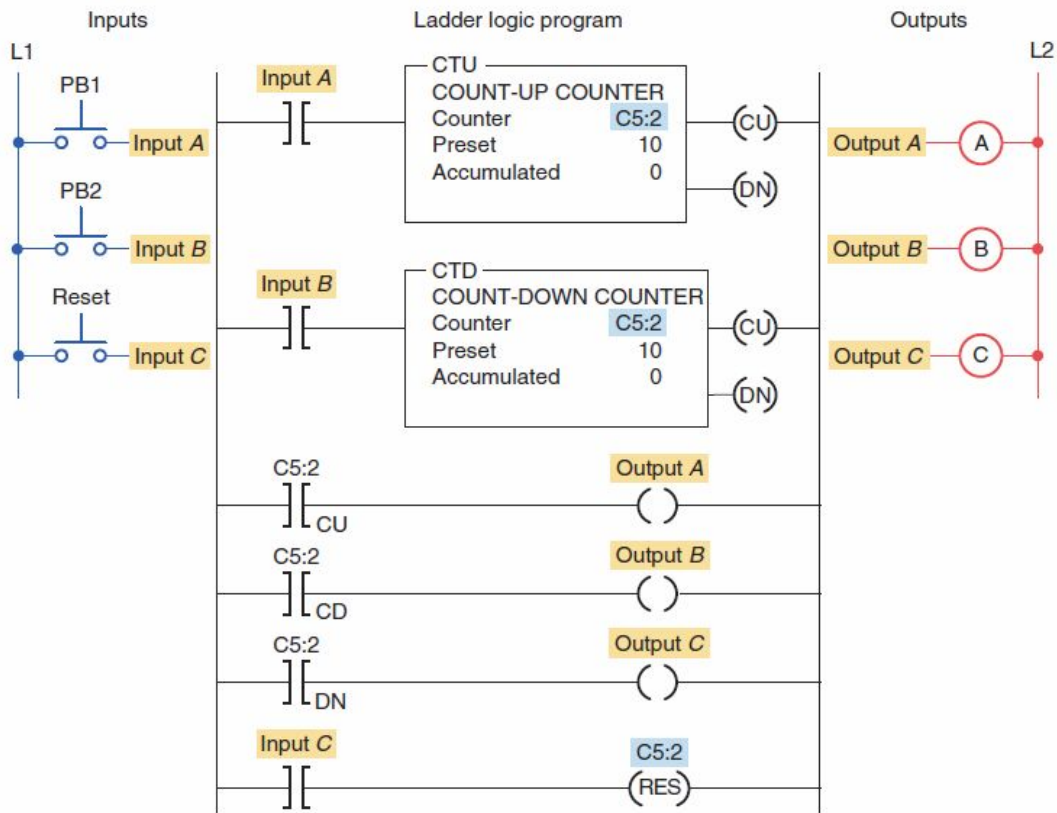 Inputs
Ladder logic program
Outputs
L1
L2
PB1
Input A
PB2
Input B
Reset
Input C
Input A
CTU
COUNT-UP COUNTER
Counter C5:2
Preset 10
Accumulated 0
CU
DN
Input B
CTD
COUNT-DOWN COUNTER
Counter C5:2
Preset 10
Accumulated 0
CU
DN
C5:2
CU
Output A
C5:2
CD
Output B
C5:2
DN
Output C
Input C
C5:2
RES
Output A
A
Output B
B
Output C
C